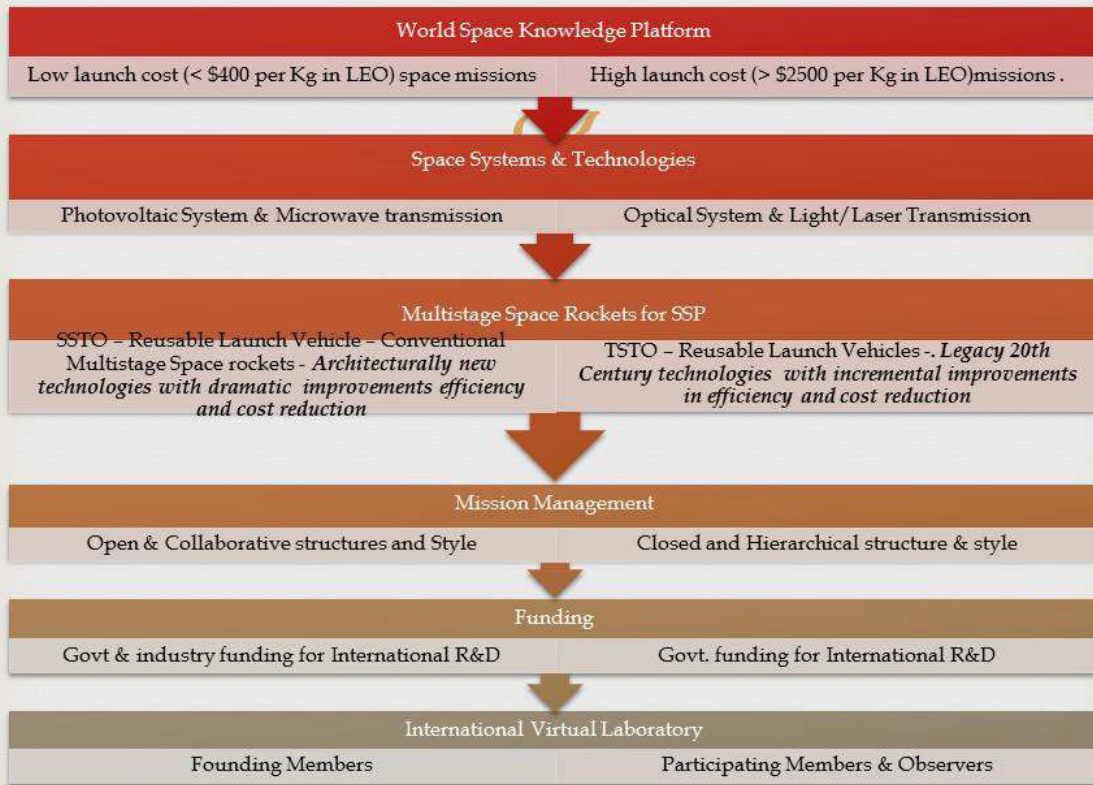 World Space Knowledge Platform
Low launch cost (< $400 per Kg in LEO) space missions
High launch cost (> $2500 per Kg in LEO)missions .
Space Systems & Technologies
Photovoltaic System & Microwave transmission
Optical System & Light/Laser Transmission
Multistage Space Rockets for SSP
SSTO – Reusable Launch Vehicle – Conventional
Multistage Space rockets - Architecturally new
technologies with dramatic improvements efficiency
and cost reduction
TSTO – Reusable Launch Vehicles -. Legacy 20th
Century technologies with incremental improvements
in efficiency and cost reduction
Mission Management
Open & Collaborative structures and Style
Closed and Hierarchical structure & style
Funding
Govt & industry funding for International R&D
Govt. funding for International R&D
International Virtual Laboratory
Founding Members
Participating Members & Observers